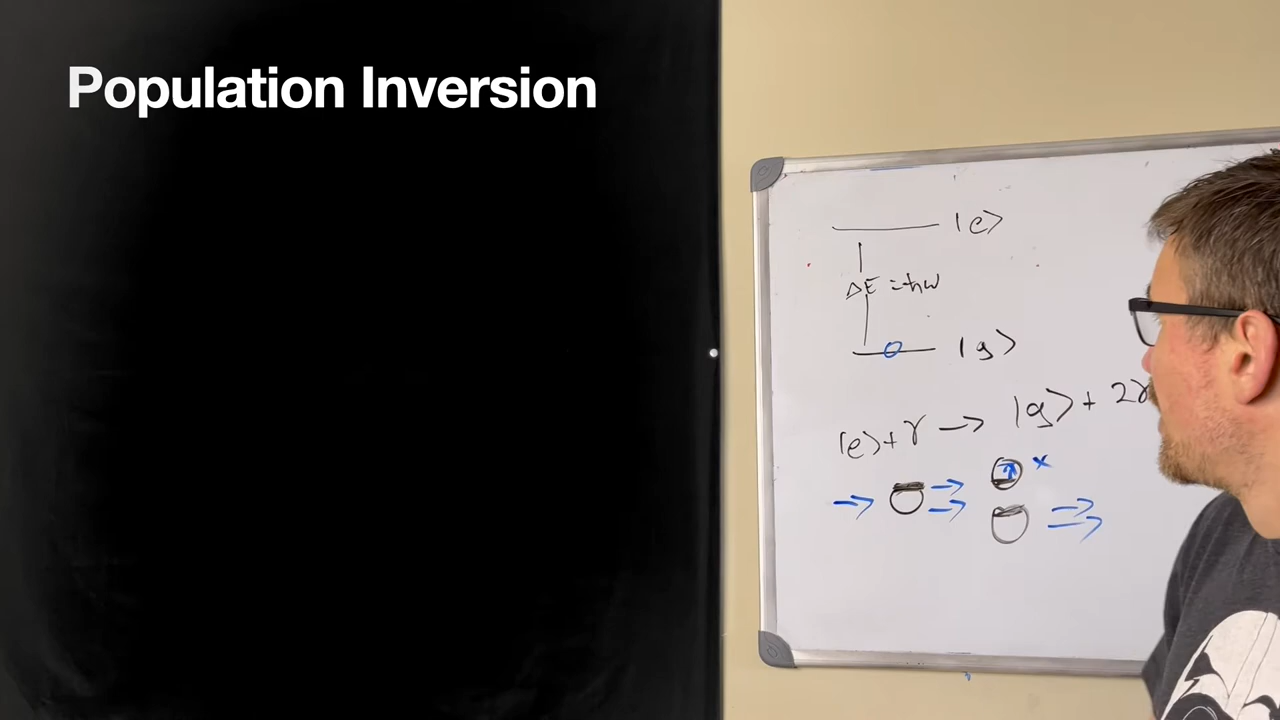 Population Inversion
|e>
ΔE = ħω
|g>
|e> + γ → |g> + 2γ
→ → → x
→ → →